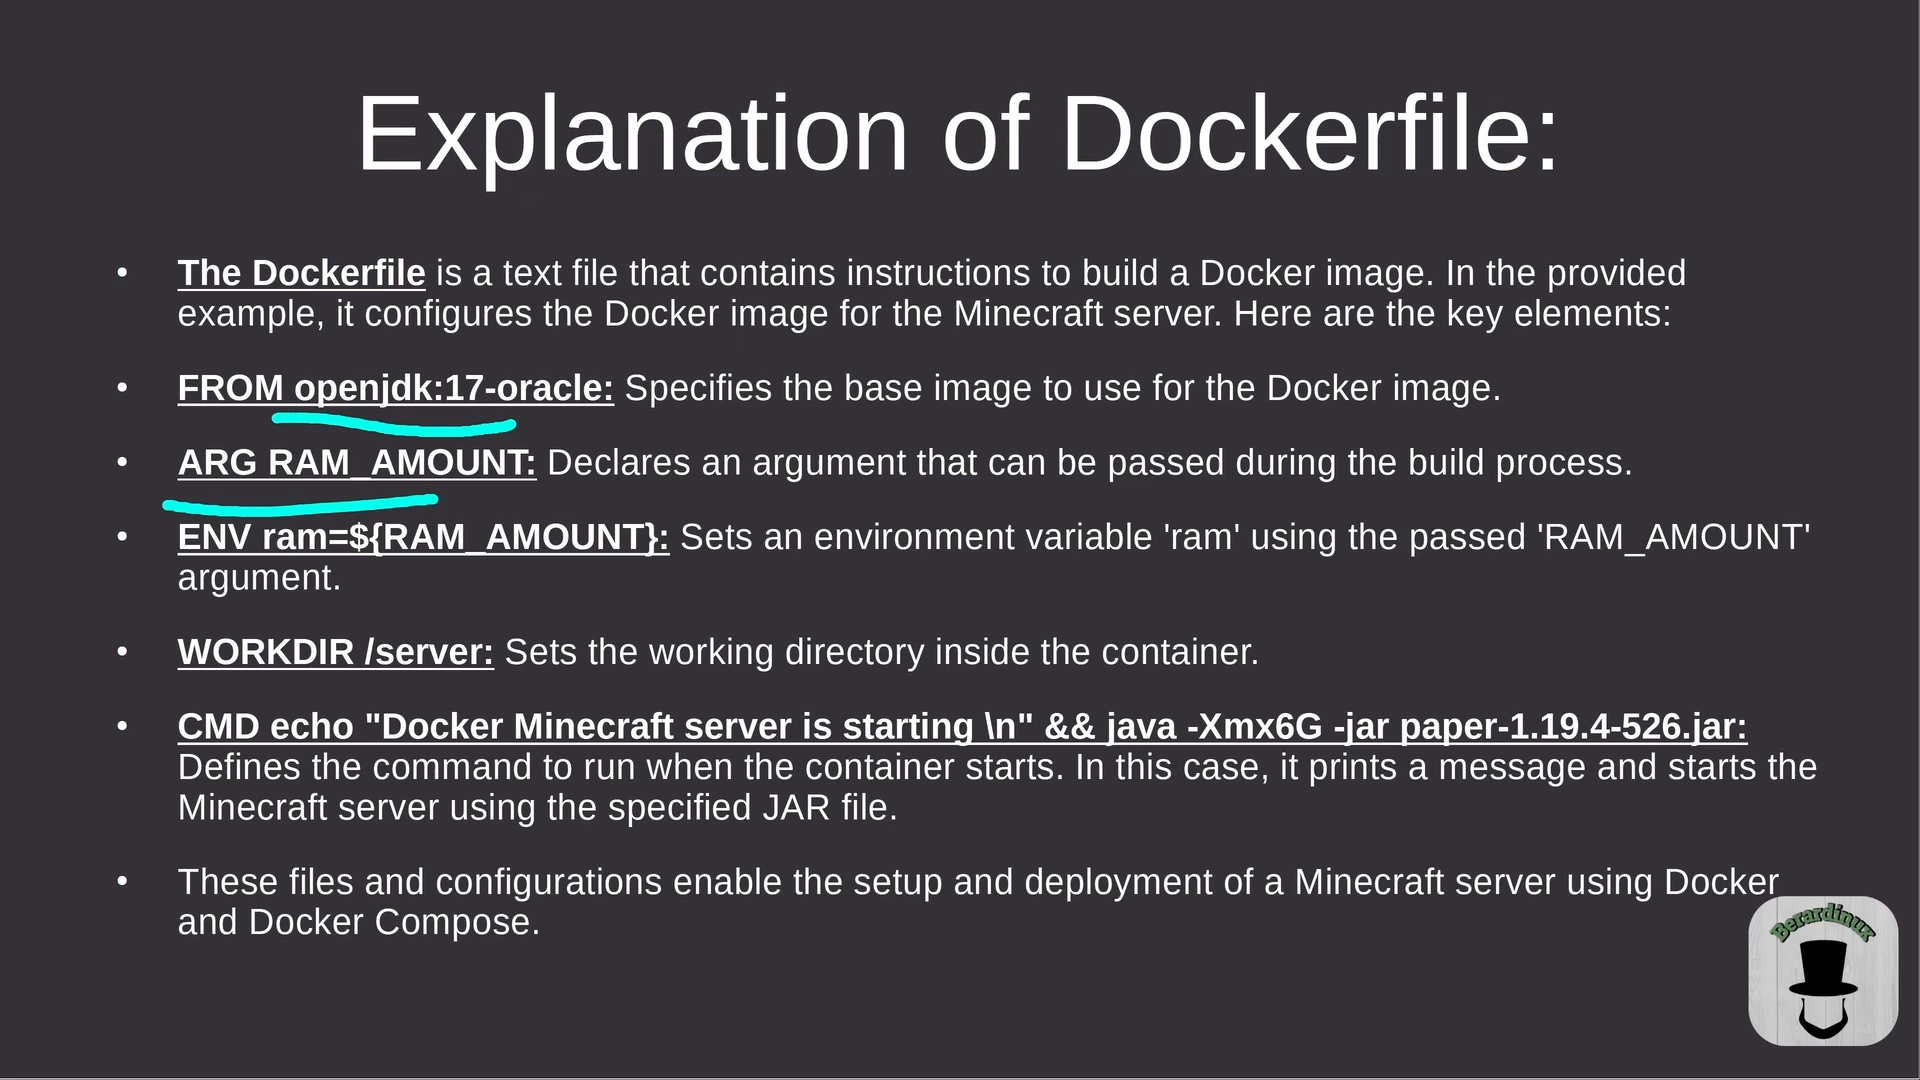 Explanation of Dockerfile:
• The Dockerfile is a text file that contains instructions to build a Docker image. In the provided
example, it configures the Docker image for the Minecraft server. Here are the key elements:
• FROM openjdk:17-oracle: Specifies the base image to use for the Docker image.
• ARG RAM_AMOUNT: Declares an argument that can be passed during the build process.
• ENV ram=${RAM_AMOUNT}: Sets an environment variable 'ram' using the passed 'RAM_AMOUNT'
argument.
• WORKDIR /server: Sets the working directory inside the container.
• CMD echo "Docker Minecraft server is starting \n" && java -Xmx6G -jar paper-1.19.4-526.jar:
Defines the command to run when the container starts. In this case, it prints a message and starts the
Minecraft server using the specified JAR file.
• These files and configurations enable the setup and deployment of a Minecraft server using Docker
and Docker Compose.
Berardinux